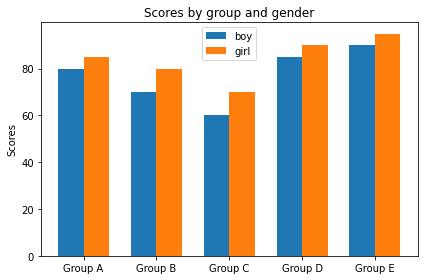 Scores by group and gender
boy
girl
Scores
80
60
40
20
0
Group A
Group B
Group C
Group D
Group E